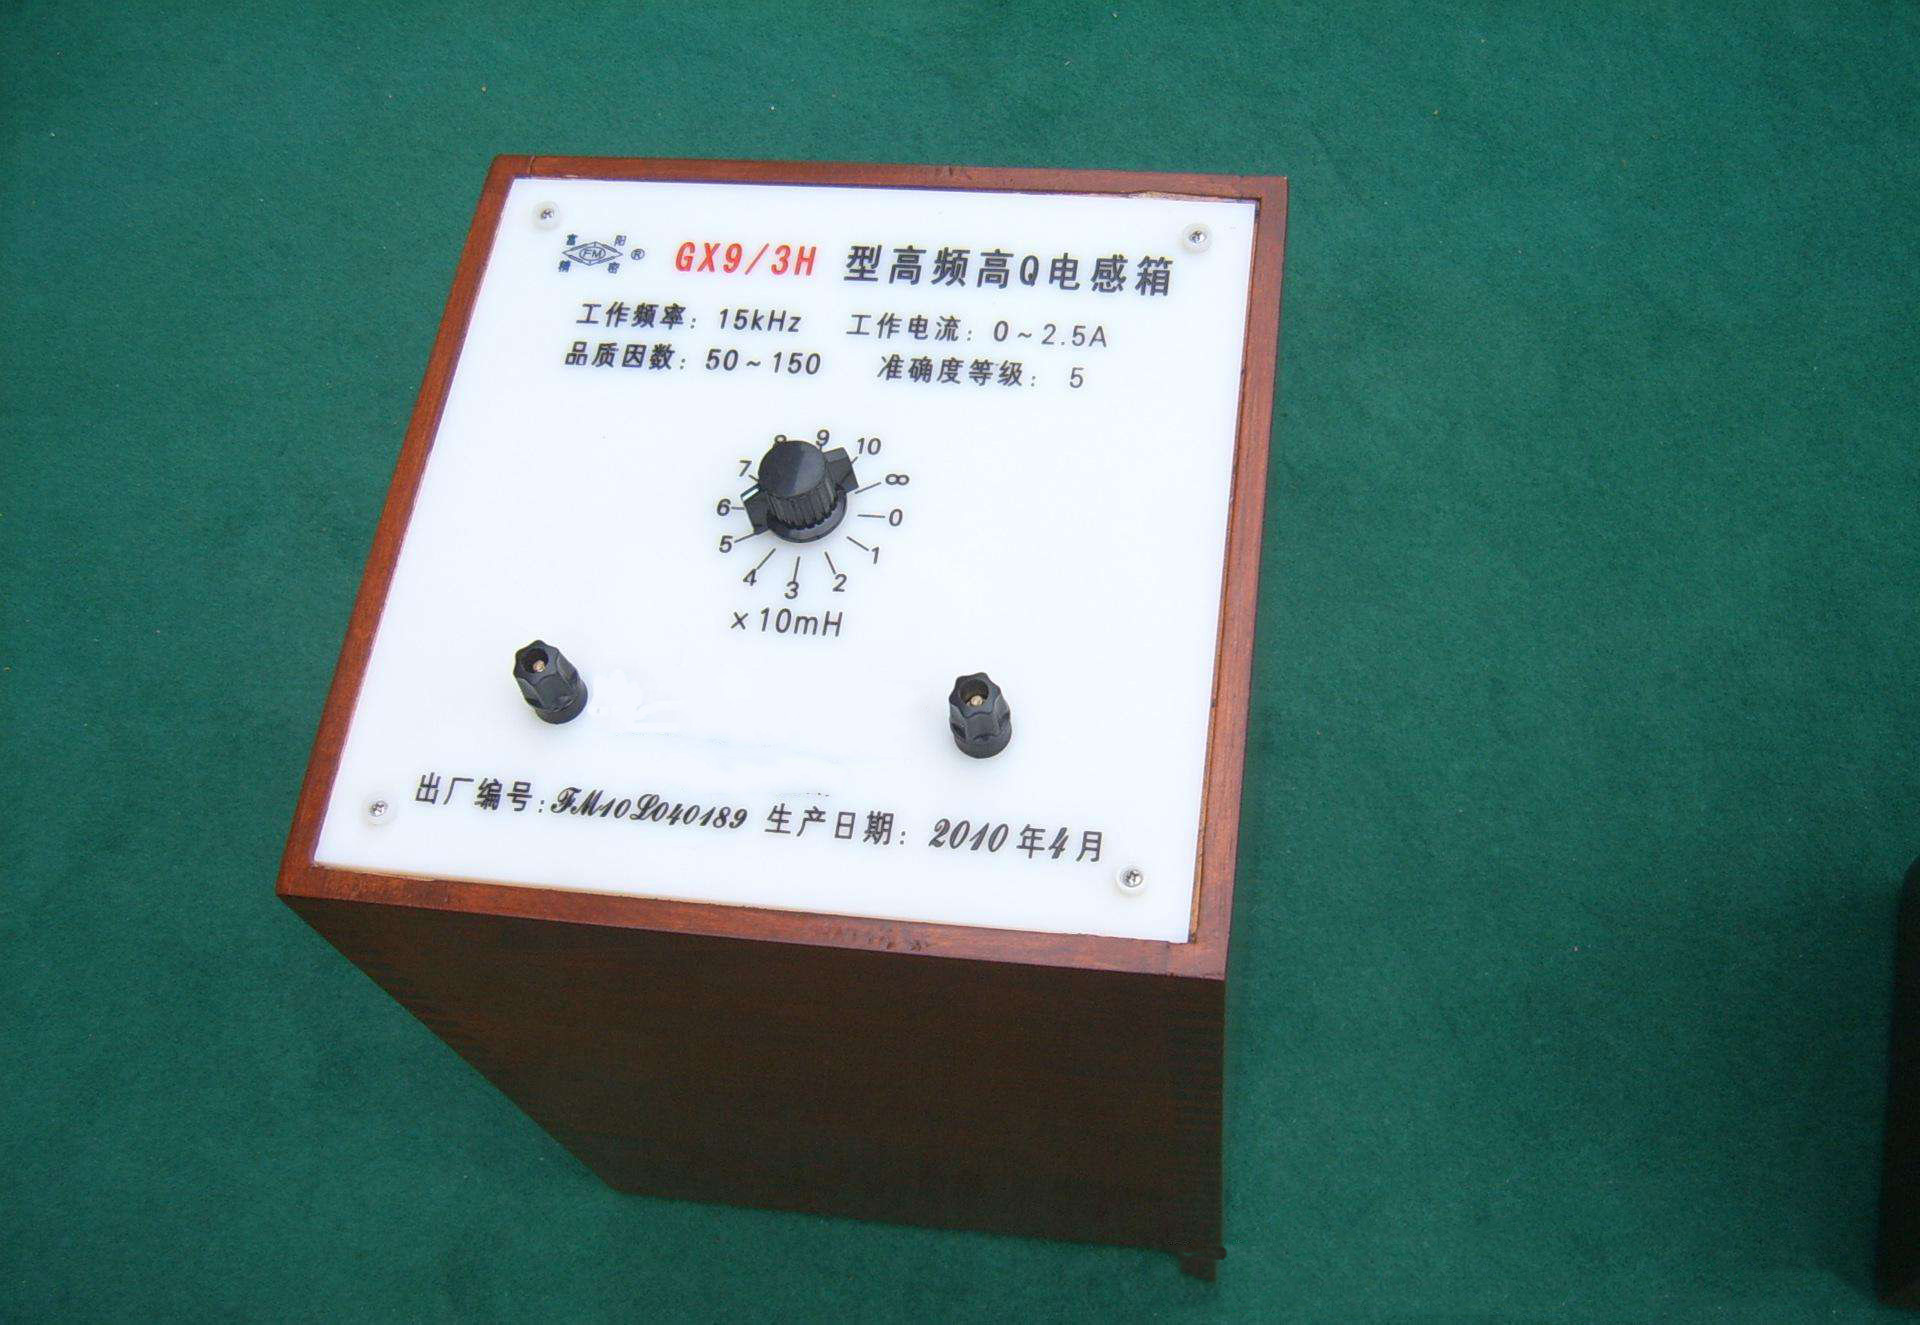 富阳
FM
精密
®
GX9/3H 型高频高Q电感箱
工作频率: 15kHz 工作电流: 0~2.5A
品质因数: 50~150 准确度等级: 5
8 9 10
7 ∞
6 0
5 1
4 3 2
×10mH
出厂编号:FM10L040189 生产日期: 2010年4月